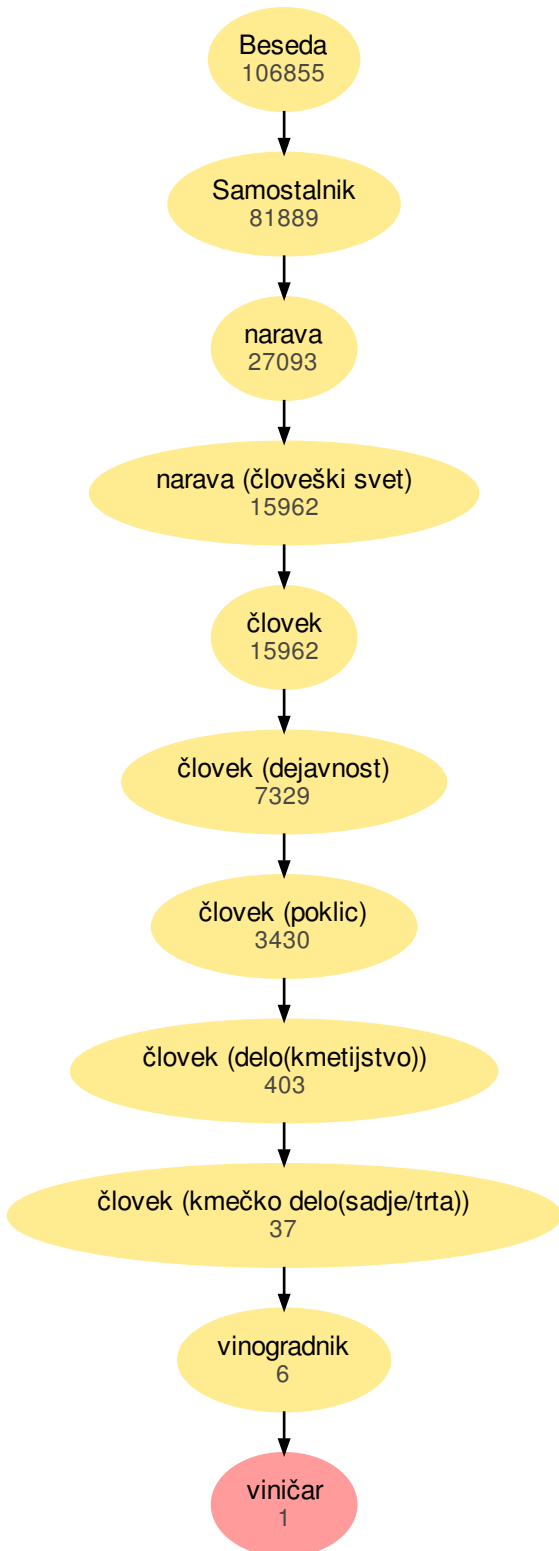 Beseda
106855
Samostalnik
81889
narava
27093
narava (človeški svet)
15962
človek
15962
človek (dejavnost)
7329
človek (poklic)
3430
človek (delo(kmetijstvo))
403
človek (kmečko delo(sadje/trta))
37
vinogradnik
6
viničar
1